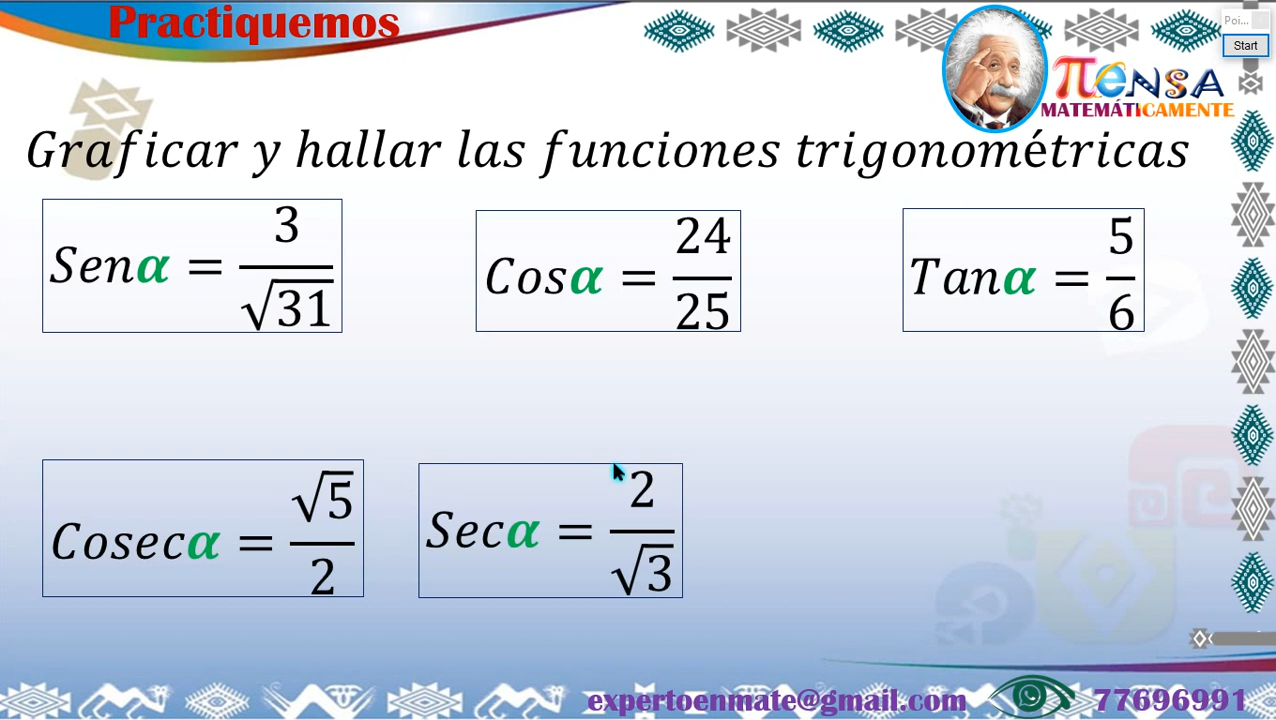 Practiquemos
Poi...
Start
πENSA
MATEMÁTICAMENTE
Graficar y hallar las funciones trigonométricas
Senα = 3/√31
Cosα = 24/25
Tanα = 5/6
Cosecα = √5/2
Secα = 2/√3
expertoenmate@gmail.com
77696991